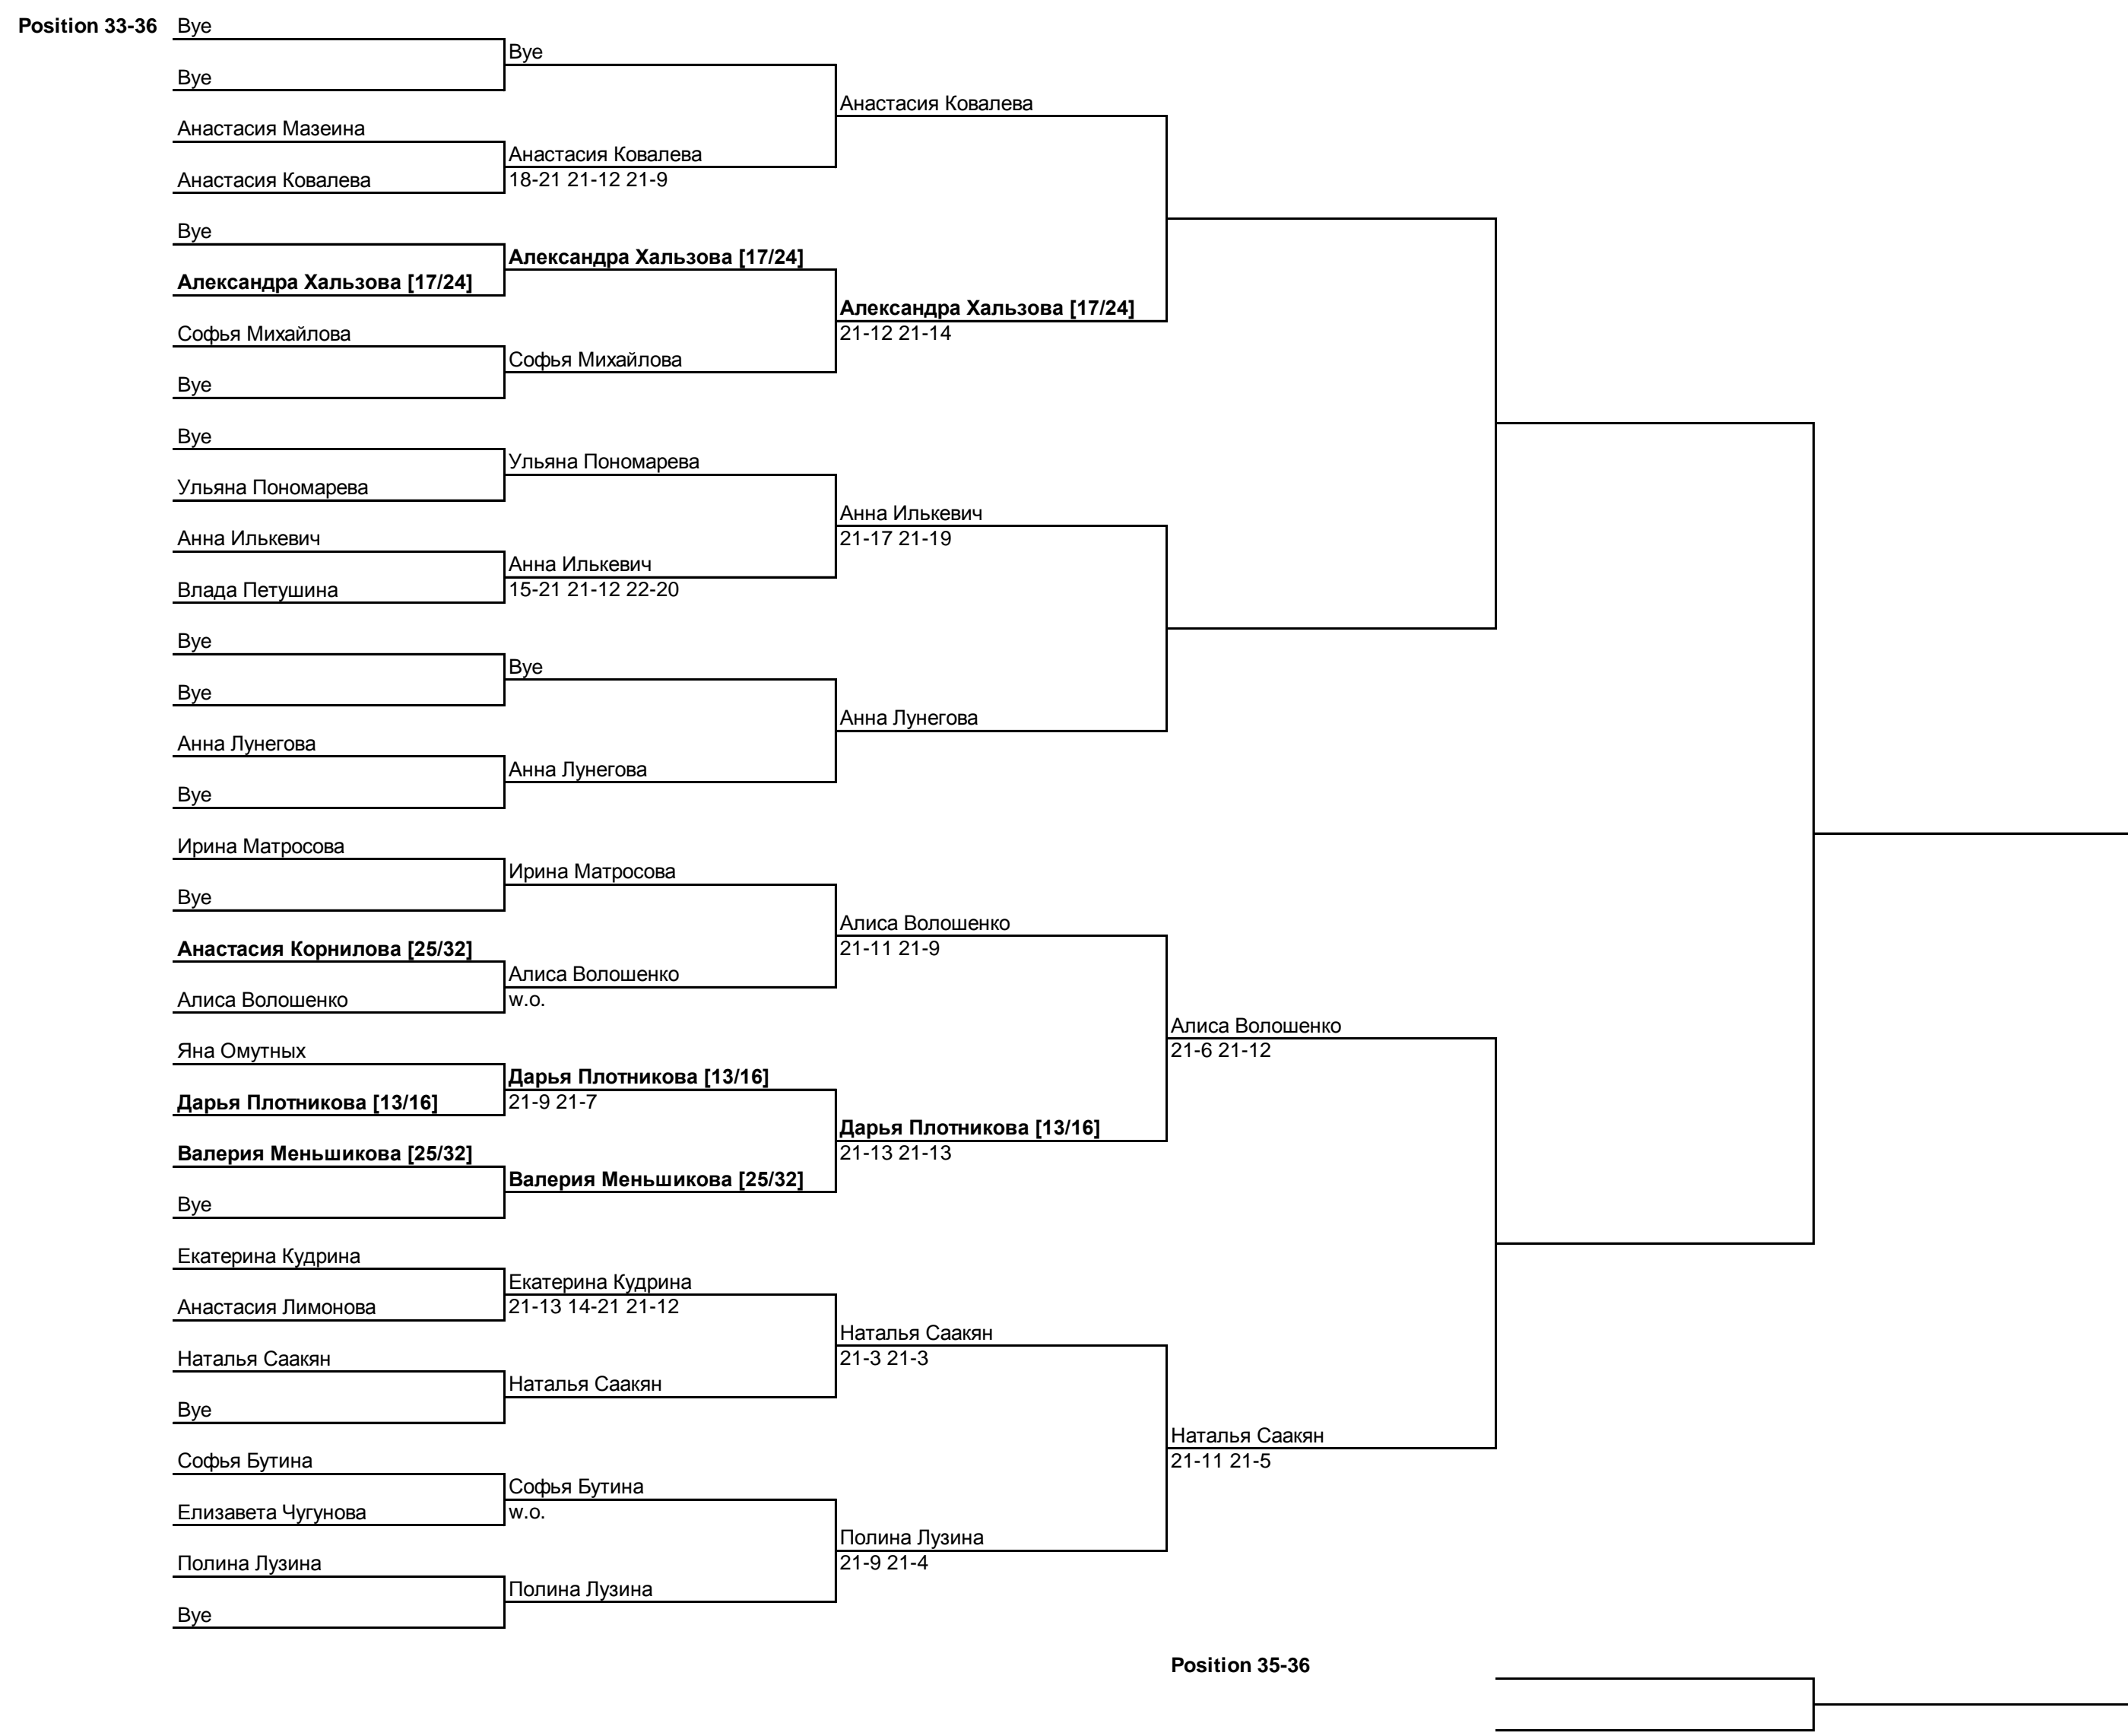 Position 33-36
Bye
Bye
Bye
Анастасия Ковалева
Анастасия Мазеина
Анастасия Ковалева
Анастасия Ковалева
18-21 21-12 21-9
Bye
Александра Хальзова [17/24]
Александра Хальзова [17/24]
Александра Хальзова [17/24]
21-12 21-14
Софья Михайлова
Софья Михайлова
Bye
Bye
Ульяна Пономарева
Ульяна Пономарева
Анна Илькевич
21-17 21-19
Анна Илькевич
Анна Илькевич
Влада Петушина
15-21 21-12 22-20
Bye
Bye
Bye
Анна Лунегова
Анна Лунегова
Анна Лунегова
Bye
Ирина Матросова
Ирина Матросова
Bye
Алиса Волошенко
21-11 21-9
Анастасия Корнилова [25/32]
Алиса Волошенко
Алиса Волошенко
w.o.
Алиса Волошенко
21-6 21-12
Яна Омутных
Дарья Плотникова [13/16]
Дарья Плотникова [13/16]
21-9 21-7
Дарья Плотникова [13/16]
21-13 21-13
Валерия Меньшикова [25/32]
Валерия Меньшикова [25/32]
Bye
Екатерина Кудрина
Екатерина Кудрина
Анастасия Лимонова
21-13 14-21 21-12
Наталья Саакян
21-3 21-3
Наталья Саакян
Наталья Саакян
Bye
Наталья Саакян
21-11 21-5
Софья Бутина
Софья Бутина
Елизавета Чугунова
w.o.
Полина Лузина
21-9 21-4
Полина Лузина
Полина Лузина
Bye
Position 35-36